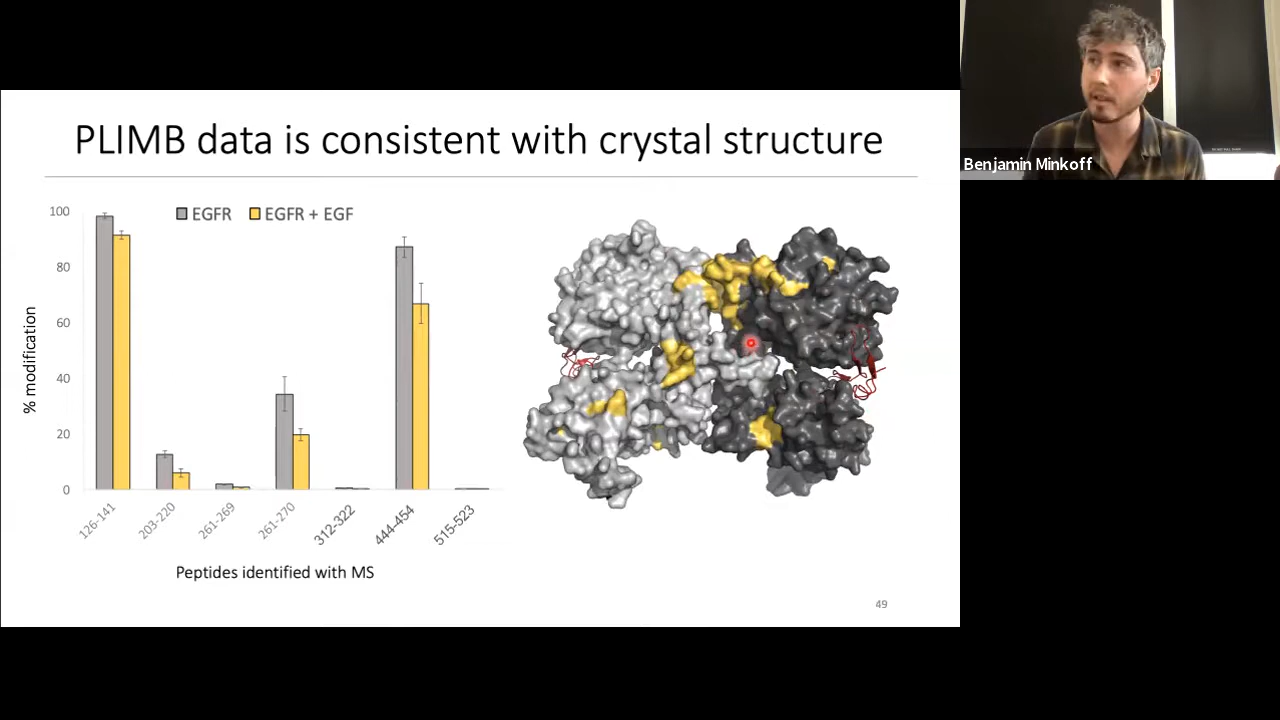 PLIMB data is consistent with crystal structure
EGFR
EGFR + EGF
100
80
60
40
20
0
% modification
126-141
203-220
261-269
261-270
312-322
444-454
515-523
Peptides identified with MS
49
Benjamin Minkoff